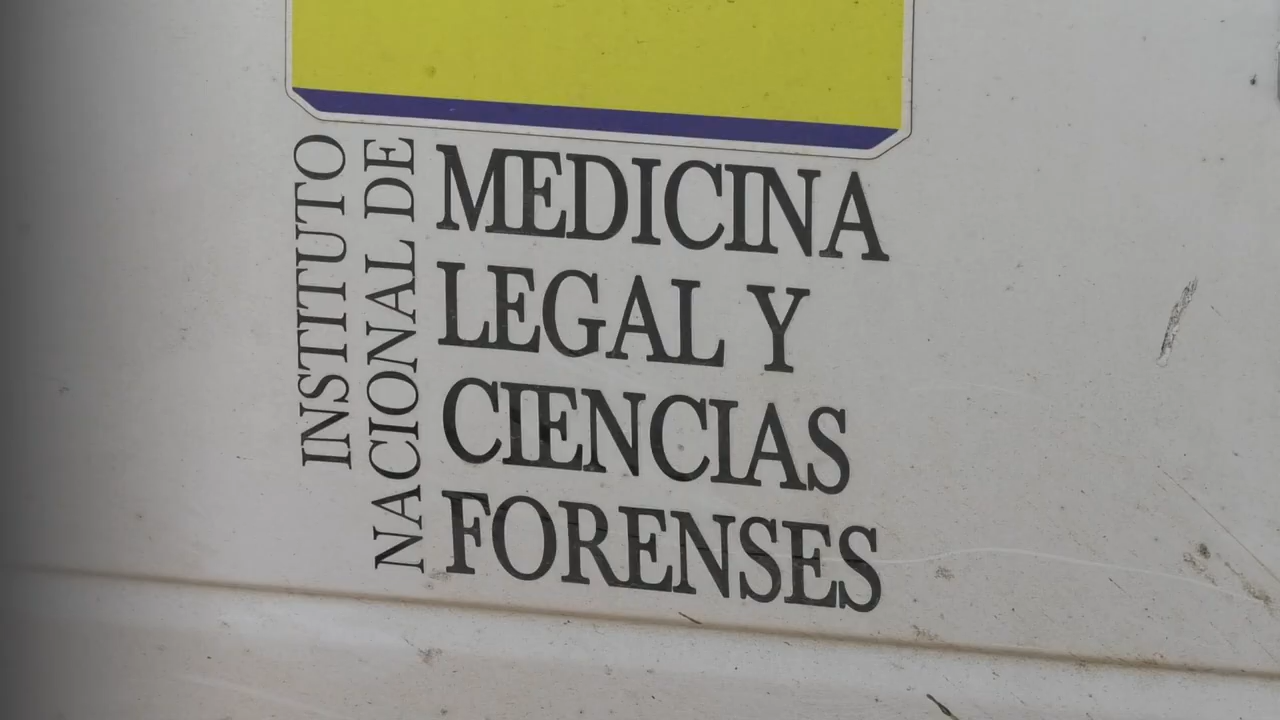 INSTITUTO
NACIONAL DE
MEDICINA
LEGAL Y
CIENCIAS
FORENSES